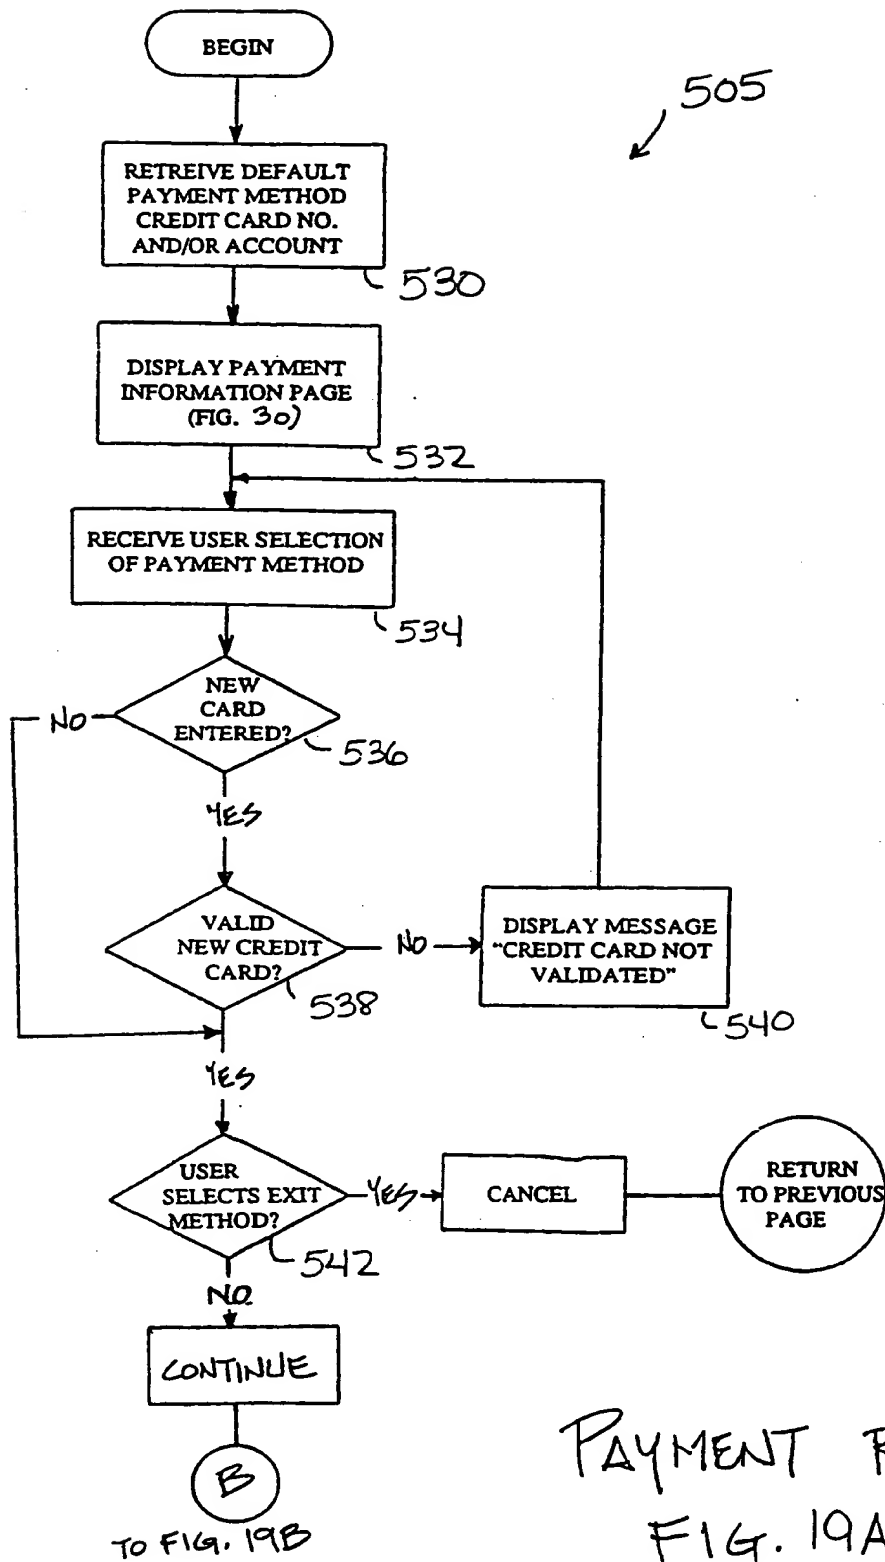 BEGIN
505
RETREIVE DEFAULT
PAYMENT METHOD
CREDIT CARD NO.
AND/OR ACCOUNT
530
DISPLAY PAYMENT
INFORMATION PAGE
(FIG. 30)
532
RECEIVE USER SELECTION
OF PAYMENT METHOD
534
NEW
CARD
ENTERED?
NO
536
YES
VALID
NEW CREDIT
CARD?
NO
538
DISPLAY MESSAGE
"CREDIT CARD NOT
VALIDATED"
540
YES
USER
SELECTS EXIT
METHOD?
YES
542
CANCEL
RETURN
TO PREVIOUS
PAGE
NO
CONTINUE
B
TO FIG. 19B
PAYMENT
FIG. 19A